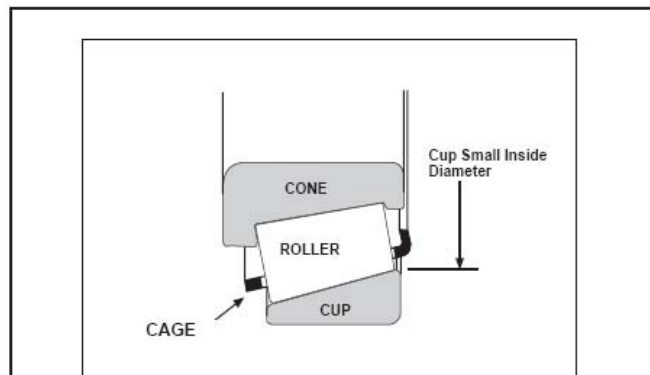 Cup Small Inside
Diameter
CONE
ROLLER
CUP
CAGE